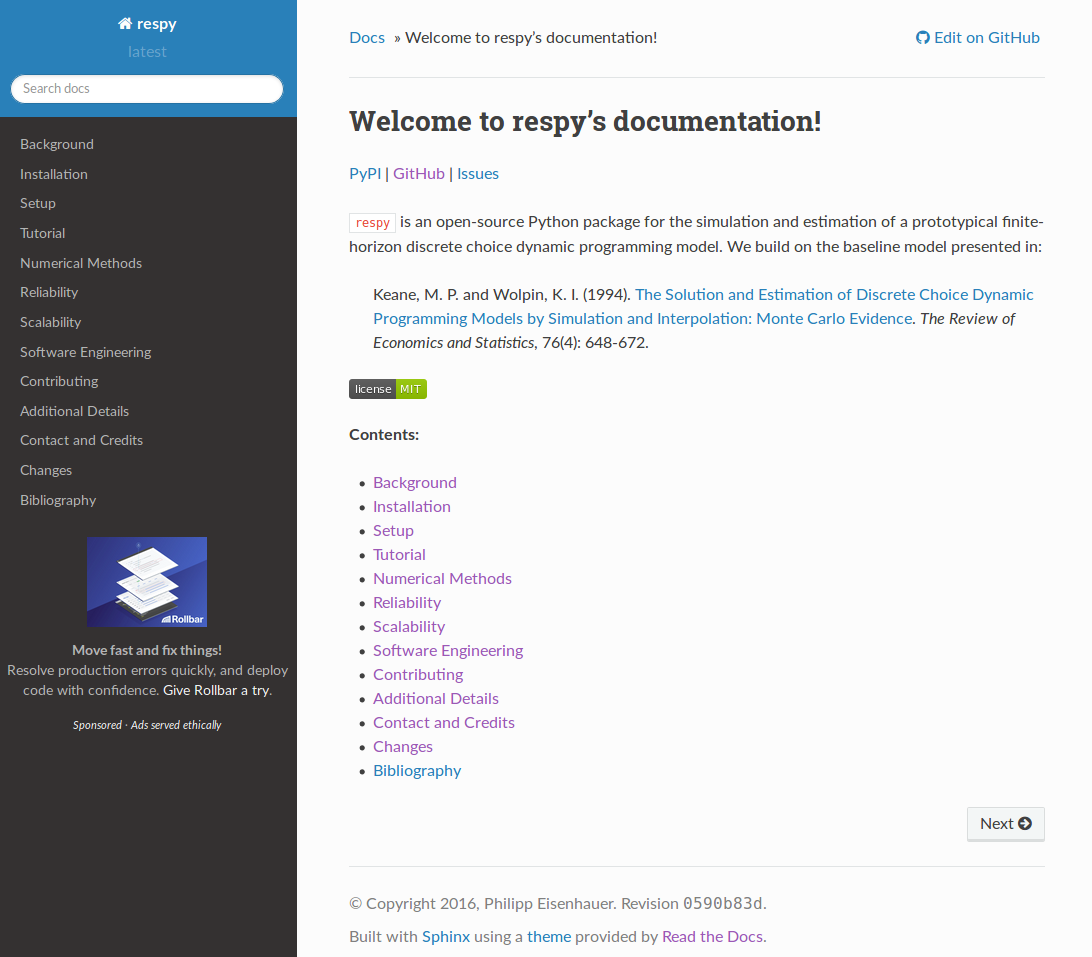 respy
latest
Search docs
Background
Installation
Setup
Tutorial
Numerical Methods
Reliability
Scalability
Software Engineering
Contributing
Additional Details
Contact and Credits
Changes
Bibliography
Rollbar
Move fast and fix things!
Resolve production errors quickly, and deploy
code with confidence. Give Rollbar a try.
Sponsored · Ads served ethically
Docs » Welcome to respy’s documentation!
Edit on GitHub
Welcome to respy’s documentation!
PyPI | GitHub | Issues
respy is an open-source Python package for the simulation and estimation of a prototypical finite-
horizon discrete choice dynamic programming model. We build on the baseline model presented in:
Keane, M. P. and Wolpin, K. I. (1994). The Solution and Estimation of Discrete Choice Dynamic
Programming Models by Simulation and Interpolation: Monte Carlo Evidence. The Review of
Economics and Statistics, 76(4): 648-672.
license MIT
Contents:
• Background
• Installation
• Setup
• Tutorial
• Numerical Methods
• Reliability
• Scalability
• Software Engineering
• Contributing
• Additional Details
• Contact and Credits
• Changes
• Bibliography
Next
© Copyright 2016, Philipp Eisenhauer. Revision 0590b83d.
Built with Sphinx using a theme provided by Read the Docs.